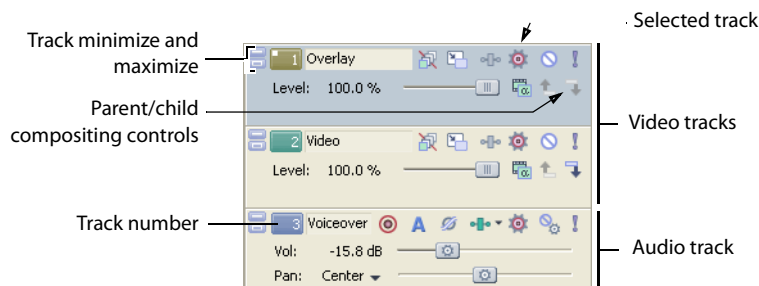 Selected track
Track minimize and
maximize
1 Overlay
Level: 100.0 %
Parent/child
compositing controls
Video tracks
2 Video
Level: 100.0 %
Track number
3 Voiceover A
Audio track
Vol: -15.8 dB
Pan: Center